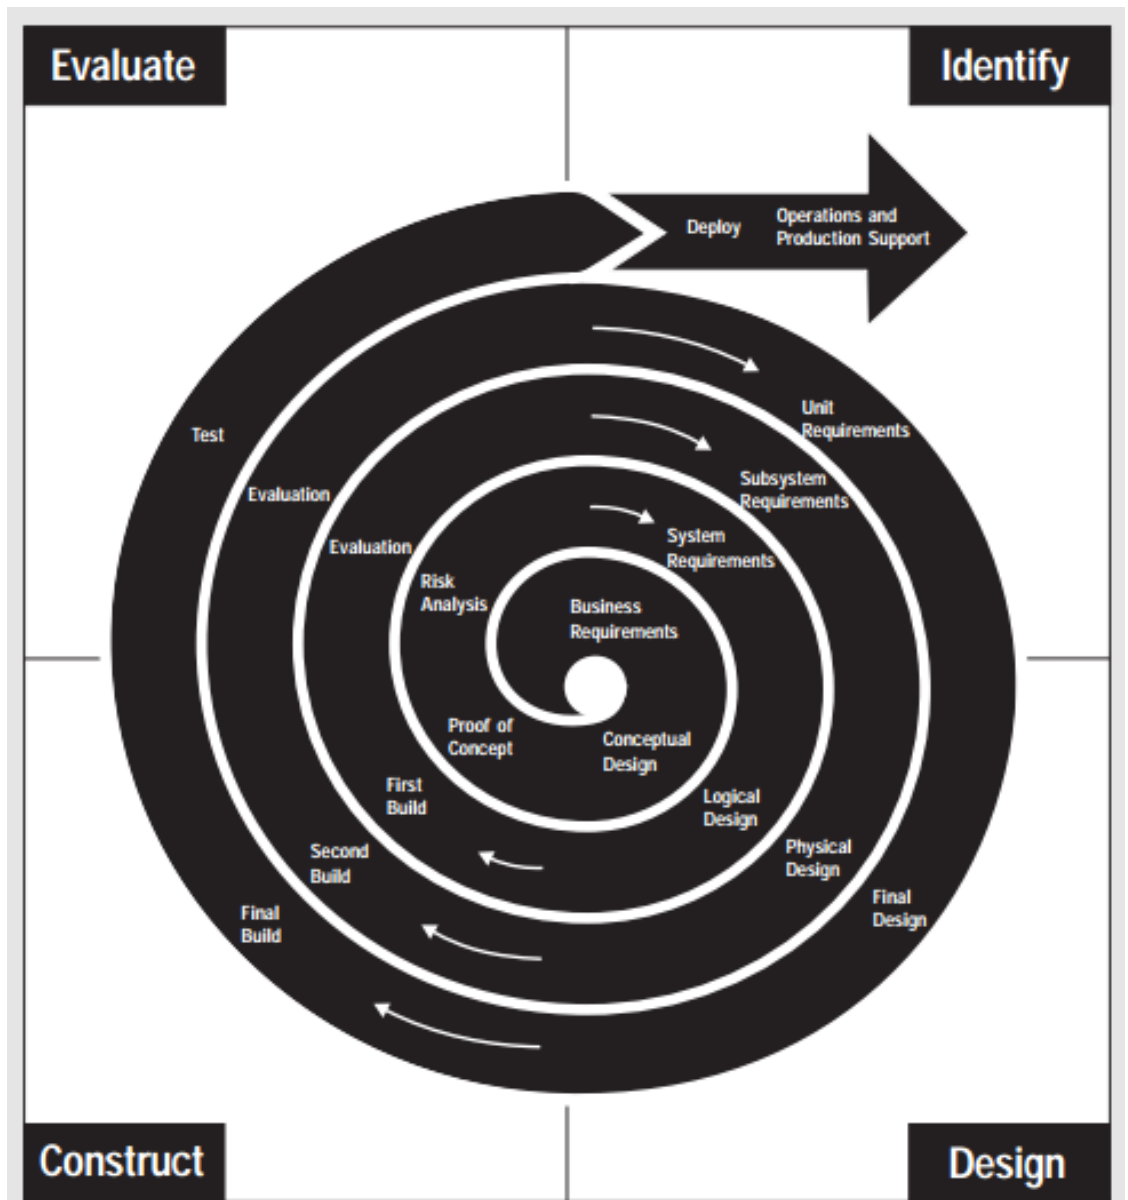 Evaluate
Identify
Deploy
Operations and
Production Support
Unit
Requirements
Test
Subsystem
Requirements
Evaluation
System
Requirements
Evaluation
Risk
Analysis
Business
Requirements
Proof of
Concept
Conceptual
Design
First
Build
Logical
Design
Second
Build
Physical
Design
Final
Build
Final
Design
Construct
Design